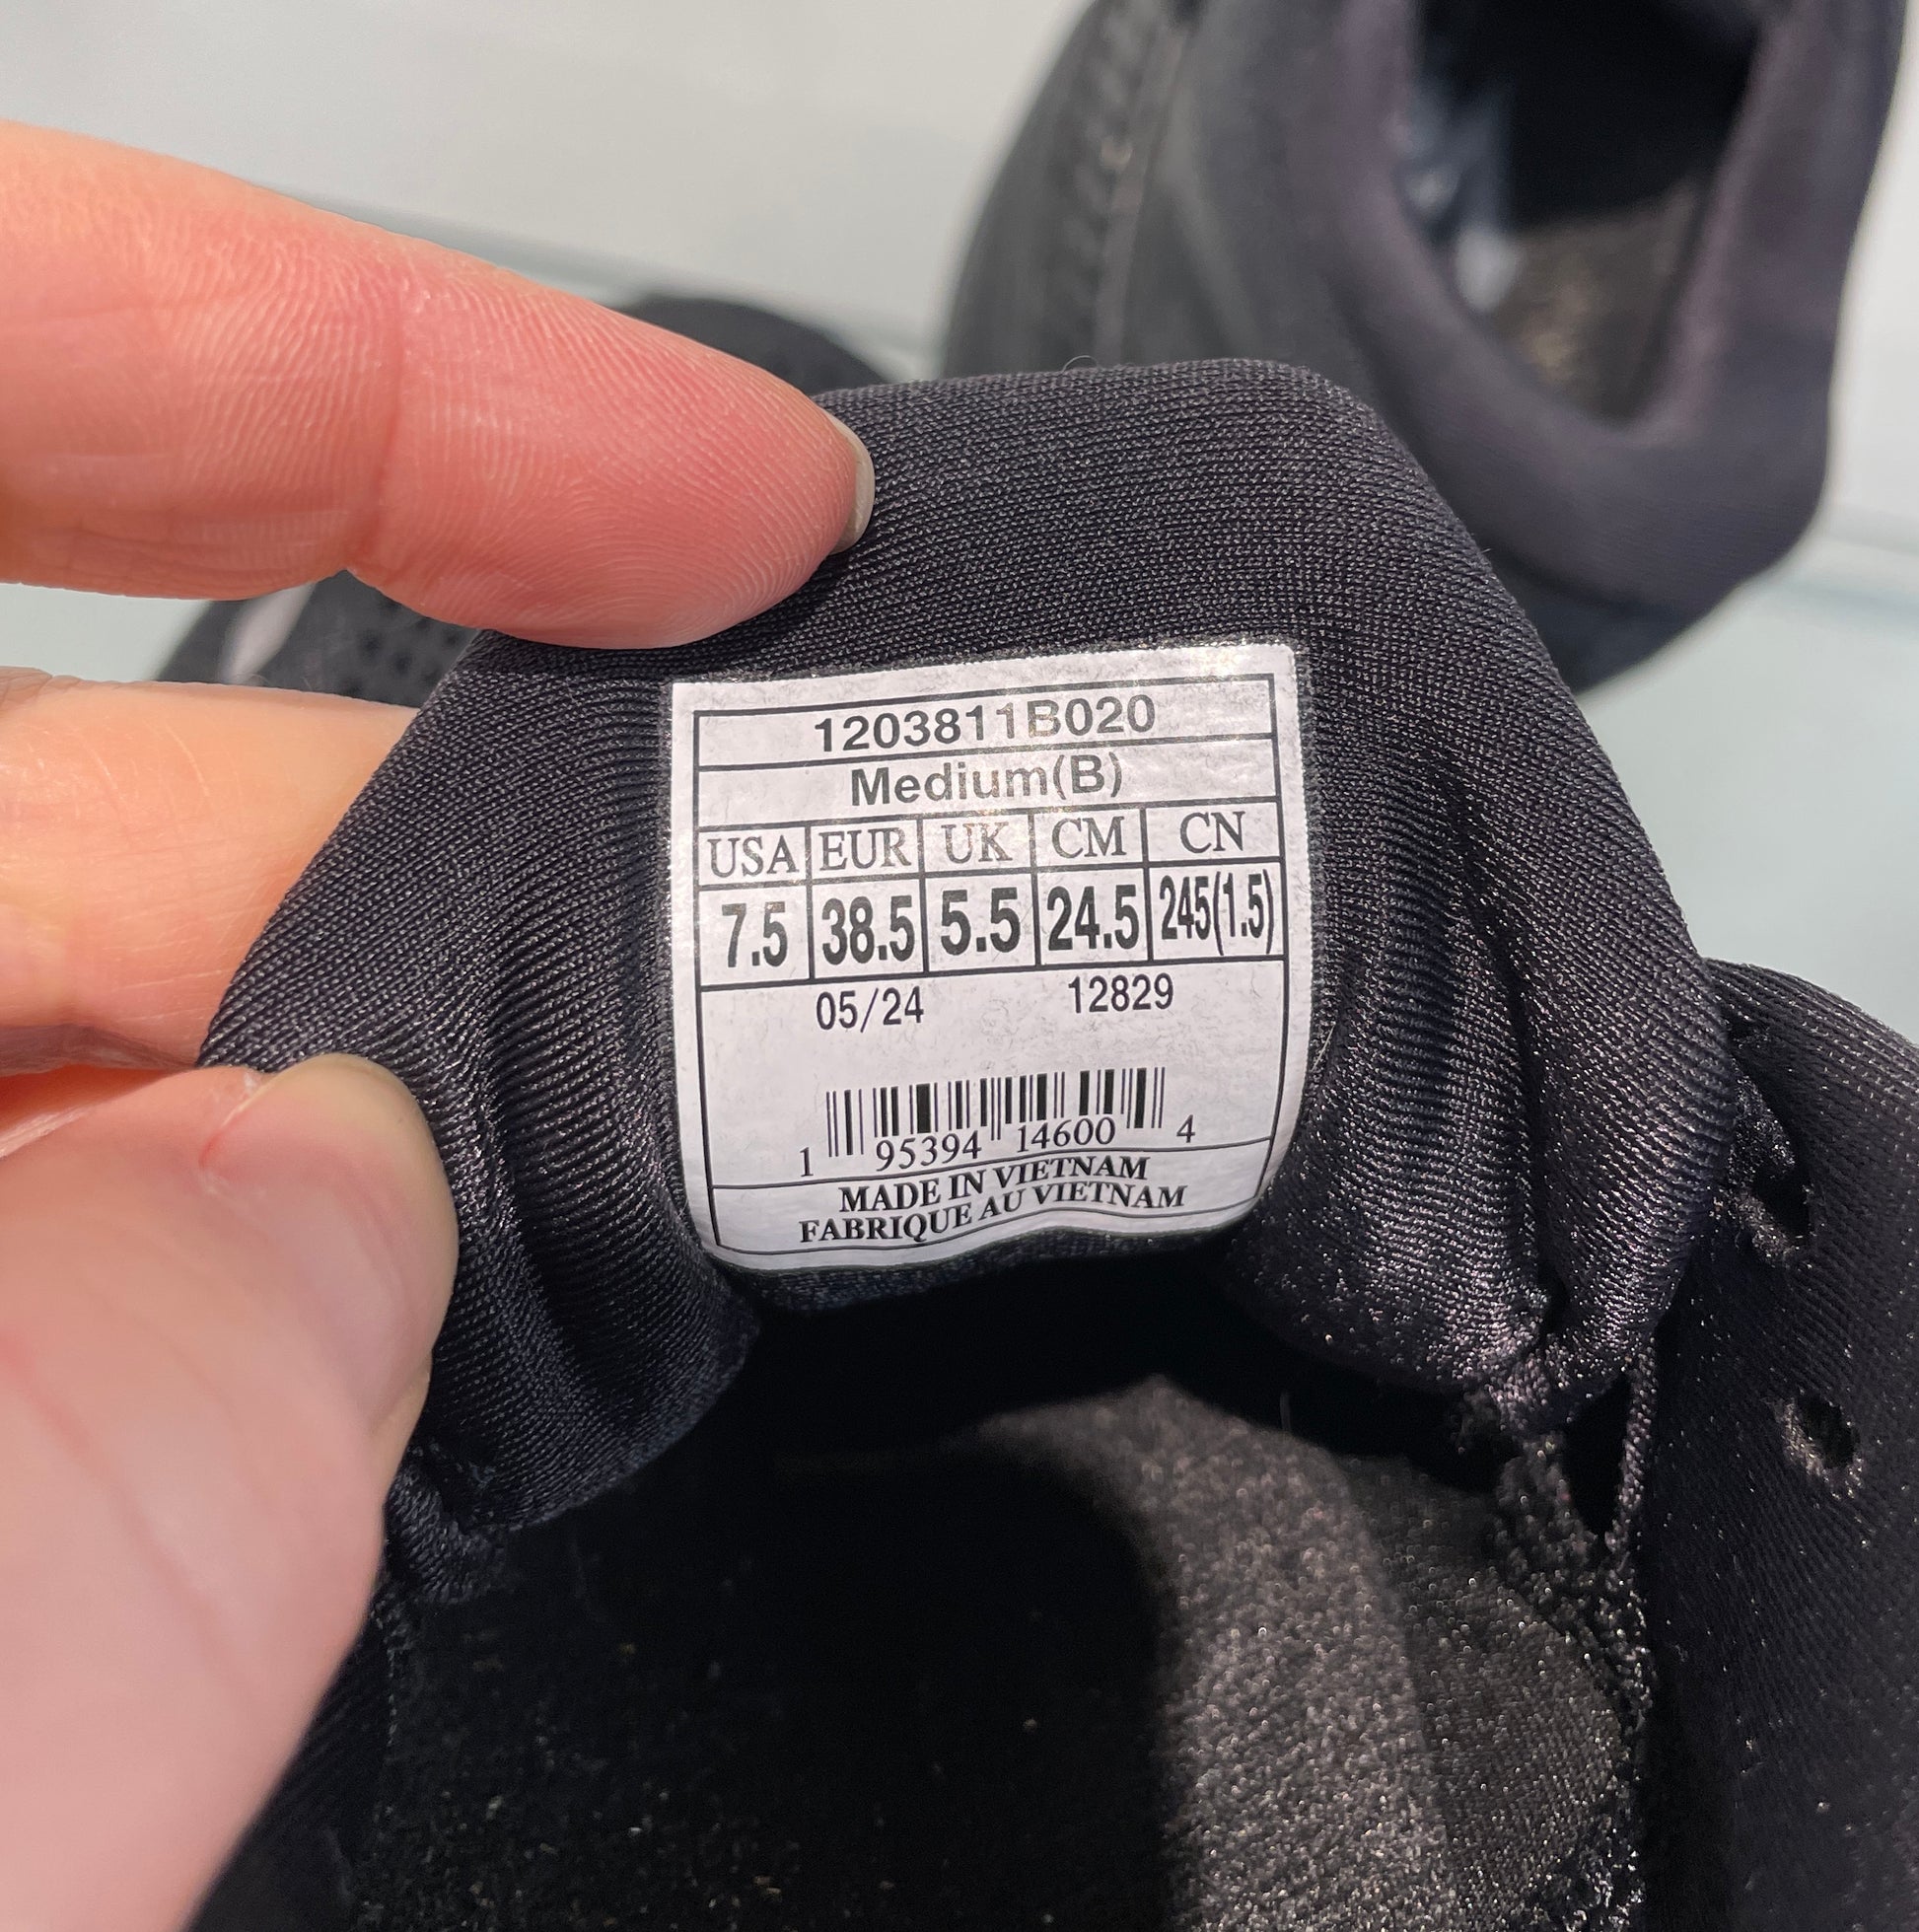 1203811B020
Medium(B)
USA EUR UK CM CN
7.5 38.5 5.5 24.5 245(1.5)
05/24 12829
1 95394 14600 4
MADE IN VIETNAM
FABRIQUE AU VIETNAM